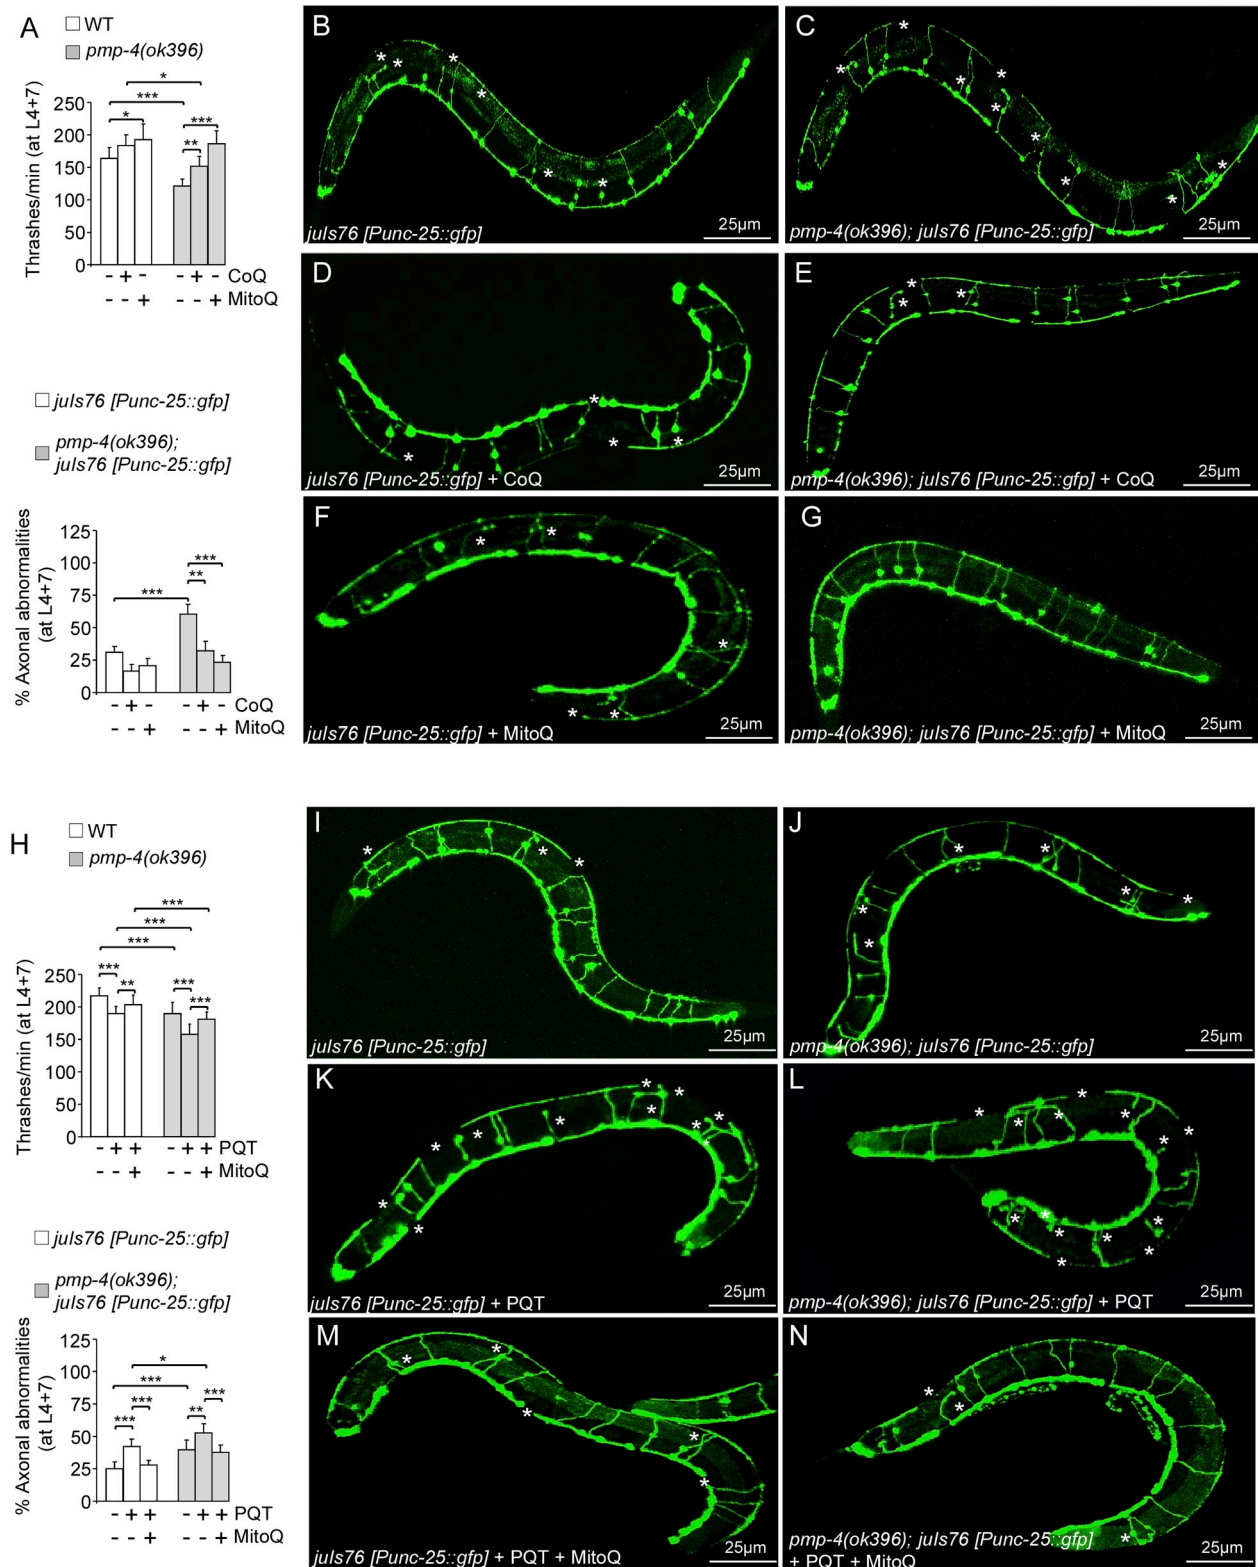 A
WT
pmp-4(ok396)
*
***
*
***
**
250
200
150
100
50
0
Thrashes/min (at L4+7)
- + - - + - CoQ
- - + - - + MitoQ
juIs76 [Punc-25::gfp]
pmp-4(ok396);
juIs76 [Punc-25::gfp]
125
100
75
50
25
0
% Axonal abnormalities
(at L4+7)
***
***
**
- + - - + - CoQ
- - + - - + MitoQ
B
* * * * * *
juIs76 [Punc-25::gfp]
25µm
C
* * * * * * * * *
pmp-4(ok396); juIs76 [Punc-25::gfp]
25µm
D
* * * *
juIs76 [Punc-25::gfp] + CoQ
25µm
E
* * *
pmp-4(ok396); juIs76 [Punc-25::gfp] + CoQ
25µm
F
* * * * *
juIs76 [Punc-25::gfp] + MitoQ
25µm
G
pmp-4(ok396); juIs76 [Punc-25::gfp] + MitoQ
25µm
H
WT
pmp-4(ok396)
***
***
***
***
**
***
***
250
200
150
100
50
0
Thrashes/min (at L4+7)
- + + - + + PQT
- - + - - + MitoQ
juIs76 [Punc-25::gfp]
pmp-4(ok396);
juIs76 [Punc-25::gfp]
125
100
75
50
25
0
% Axonal abnormalities
(at L4+7)
*
***
***
***
**
***
- + + - + + PQT
- - + - - + MitoQ
I
* * *
juIs76 [Punc-25::gfp]
25µm
J
* * * * * *
pmp-4(ok396); juIs76 [Punc-25::gfp]
25µm
K
* * * * * * * * * *
juIs76 [Punc-25::gfp] + PQT
25µm
L
* * * * * * * * * * * * * *
pmp-4(ok396); juIs76 [Punc-25::gfp] + PQT
25µm
M
* * * * *
juIs76 [Punc-25::gfp] + PQT + MitoQ
25µm
N
* * *
pmp-4(ok396); juIs76 [Punc-25::gfp]
+ PQT + MitoQ
25µm